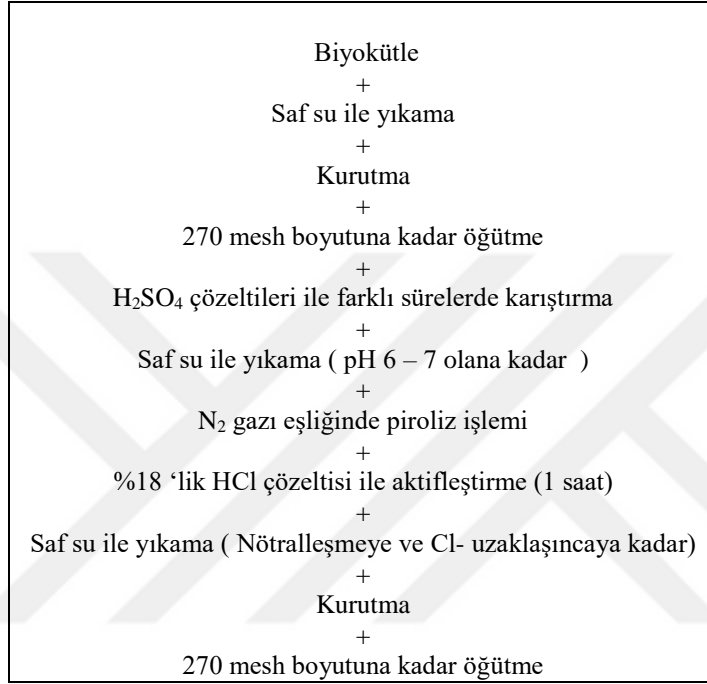 Biyokütle
+
Saf su ile yıkama
+
Kurutma
+
270 mesh boyutuna kadar öğütme
+
H₂SO₄ çözeltileri ile farklı sürelerde karıştırma
+
Saf su ile yıkama ( pH 6 – 7 olana kadar )
+
N₂ gazı eşliğinde piroliz işlemi
+
%18 ‘lik HCl çözeltisi ile aktifleştirme (1 saat)
+
Saf su ile yıkama ( Nötralleşmeye ve Cl- uzaklaşıncaya kadar)
+
Kurutma
+
270 mesh boyutuna kadar öğütme